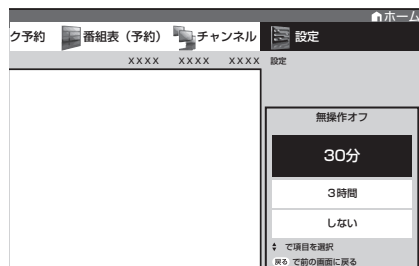 ホーム
ク予約 番組表（予約） チャンネル 設定
XXXX XXXX XXXX 設定
無操作オフ
30分
3時間
しない
で項目を選択
戻る で前の画面に戻る